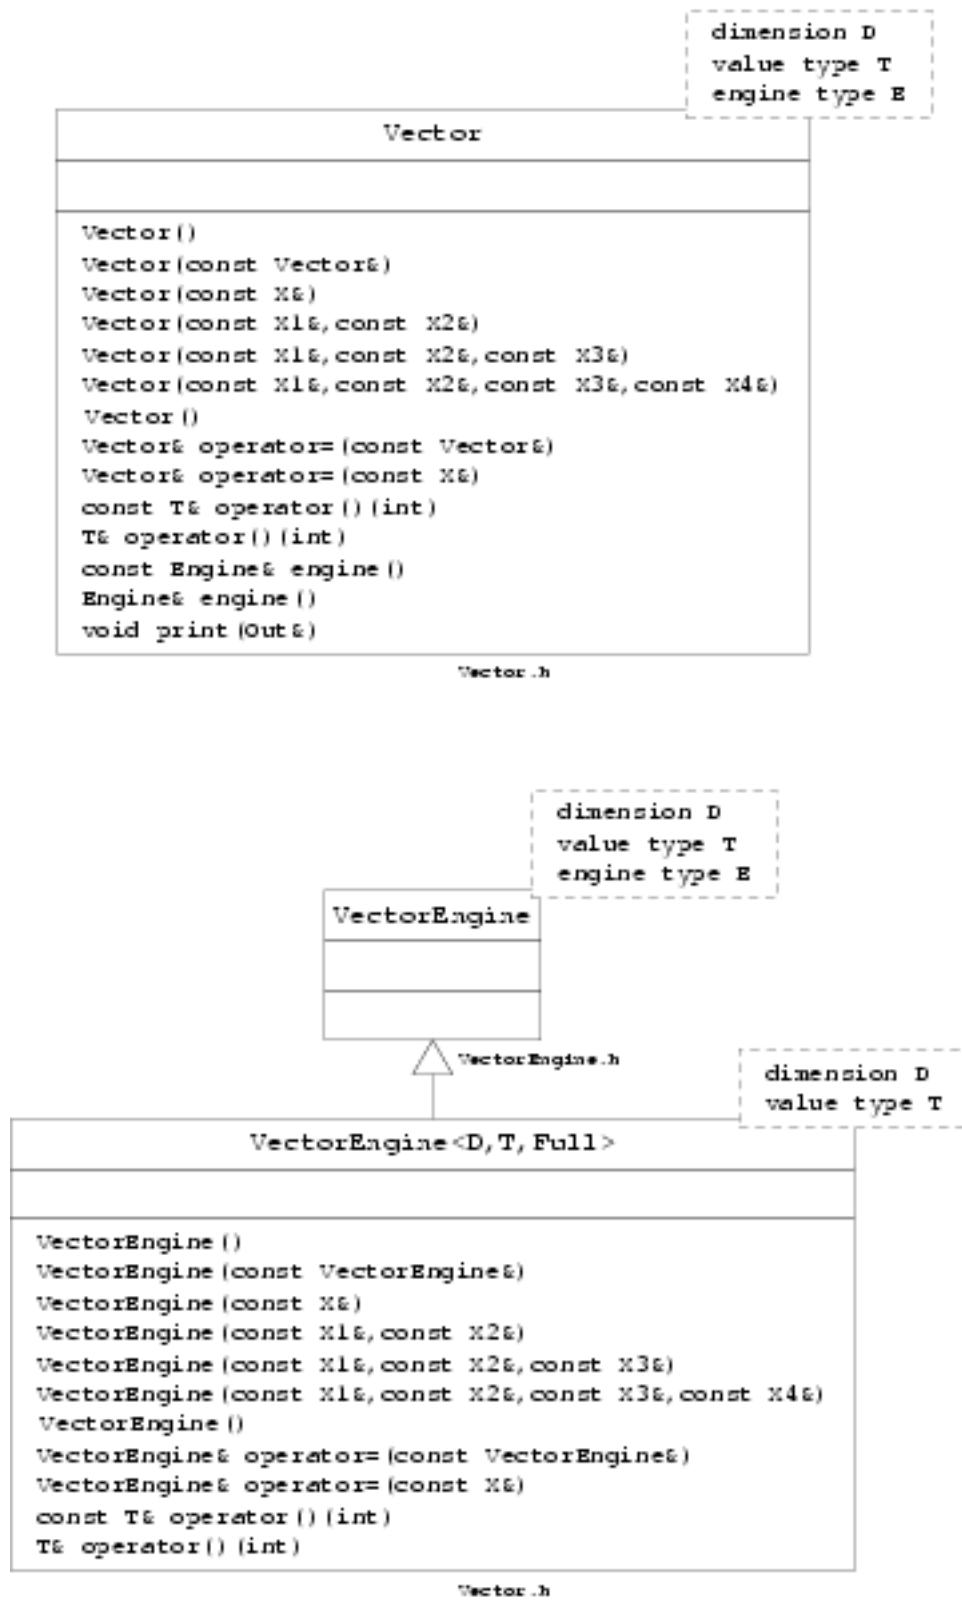 dimension D
value type T
engine type E
Vector
Vector()
Vector(const Vector&)
Vector(const X&)
Vector(const X1&,const X2&)
Vector(const X1&,const X2&,const X3&)
Vector(const X1&,const X2&,const X3&,const X4&)
Vector()
Vector& operator=(const Vector&)
Vector& operator=(const X&)
const T& operator()(int)
T& operator()(int)
const Engine& engine()
Engine& engine()
void print(Out&)
Vector.h
dimension D
value type T
engine type E
VectorEngine
VectorEngine.h
dimension D
value type T
VectorEngine<D,T,Full>
VectorEngine()
VectorEngine(const VectorEngine&)
VectorEngine(const X&)
VectorEngine(const X1&,const X2&)
VectorEngine(const X1&,const X2&,const X3&)
VectorEngine(const X1&,const X2&,const X3&,const X4&)
VectorEngine()
VectorEngine& operator=(const VectorEngine&)
VectorEngine& operator=(const X&)
const T& operator()(int)
T& operator()(int)
Vector.h